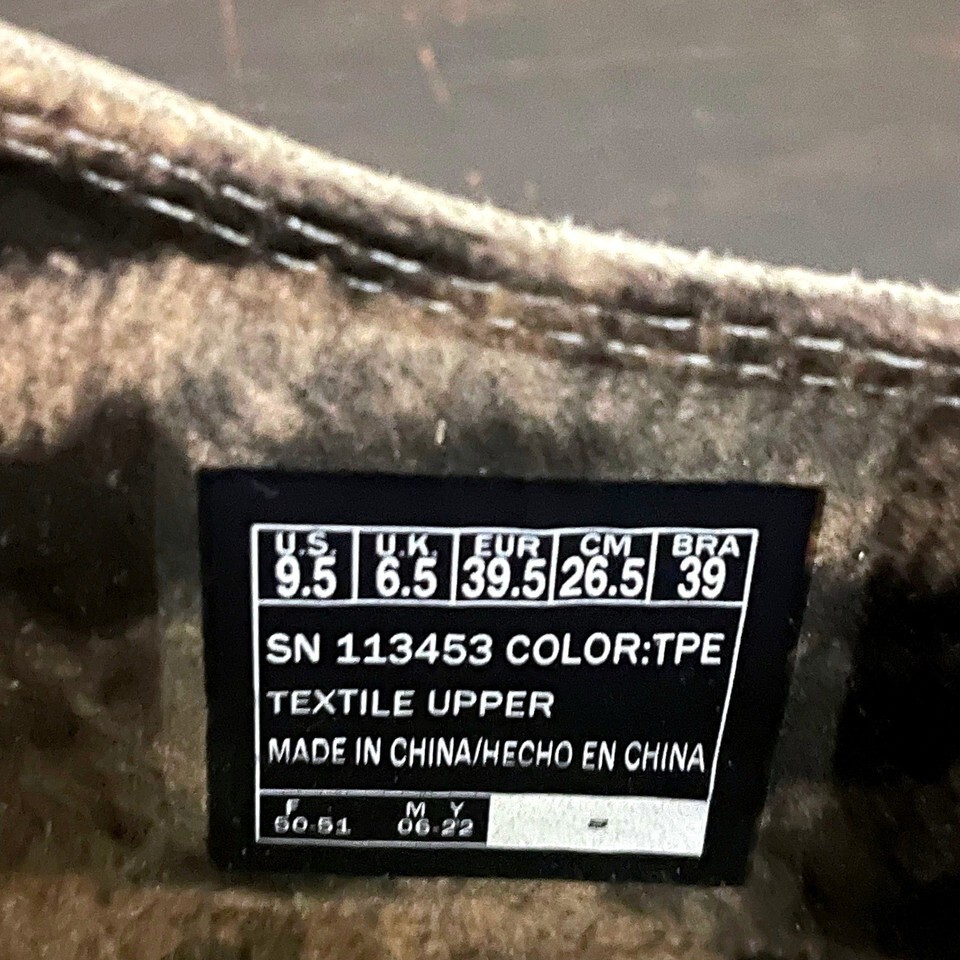 U.S. U.K. EUR CM BRA
9.5 6.5 39.5 26.5 39
SN 113453 COLOR:TPE
TEXTILE UPPER
MADE IN CHINA/HECHO EN CHINA
F M Y
50-51 06-22 -